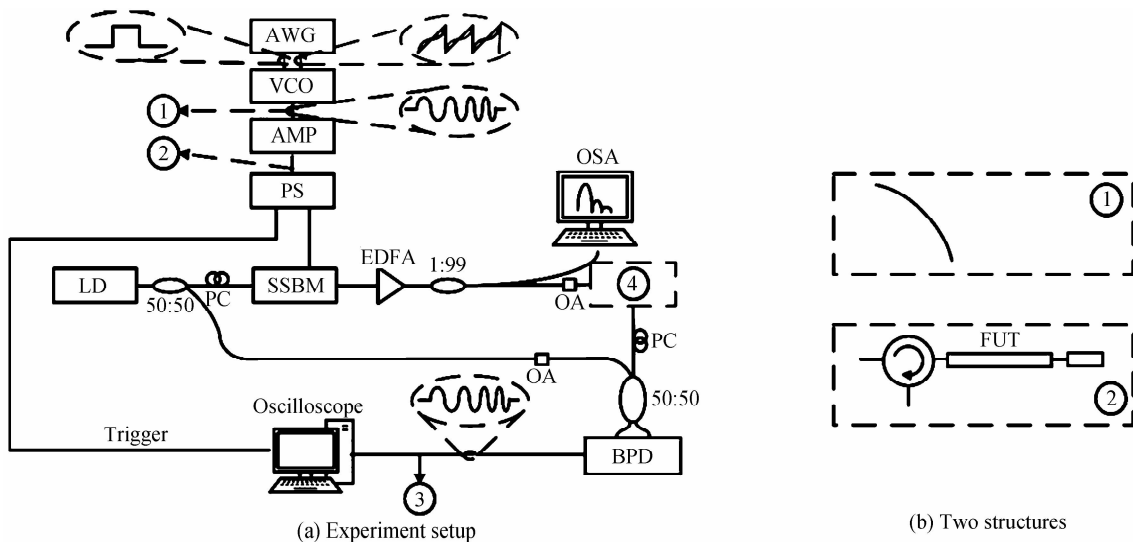 AWG
VCO
①
AMP
②
PS
OSA
EDFA
1:99
LD
50:50
PC
SSBM
OA
④
PC
OA
50:50
Oscilloscope
Trigger
BPD
③
(a) Experiment setup
①
FUT
②
(b) Two structures